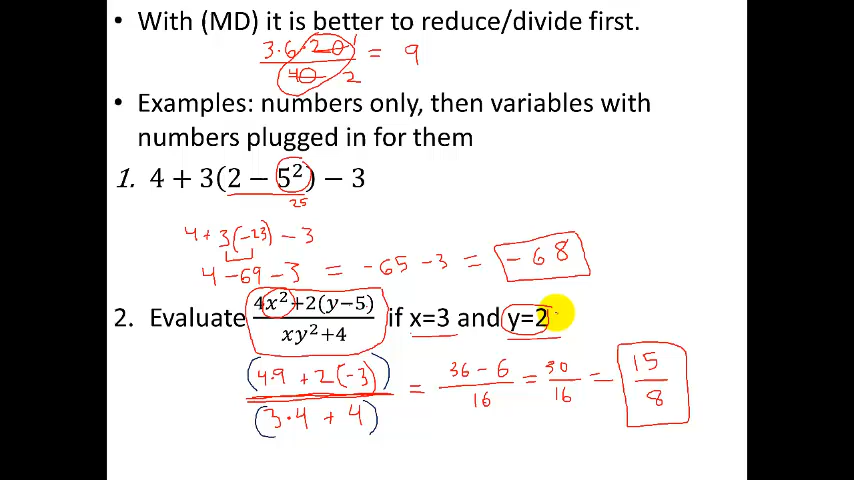 • With (MD) it is better to reduce/divide first.
3·6·20 1
40 2
= 9
• Examples: numbers only, then variables with
numbers plugged in for them
1. 4 + 3(2 − 5²) − 3
25
4 + 3(-23) - 3
4 - 69 - 3 = -65 - 3 = -68
2. Evaluate 4x²+2(y−5) / xy²+4 if x=3 and y=2
(4·9 + 2(-3)) / (3·4 + 4) = 36 - 6 / 16 = 30 / 16 = 15 / 8